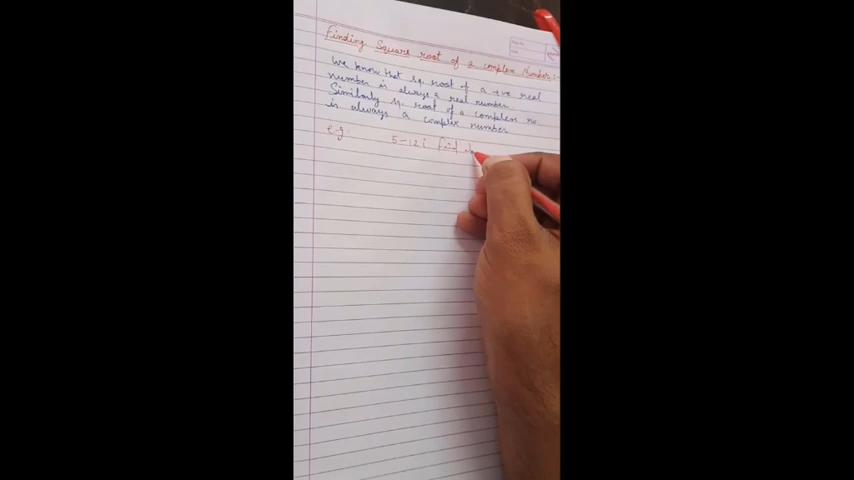 Finding Square root of a complex Number:-
We know that sq. root of a +ve real
number is always a real number.
Similarly sq. root of a complex no.
is always a complex number
e.g. 5-12i find